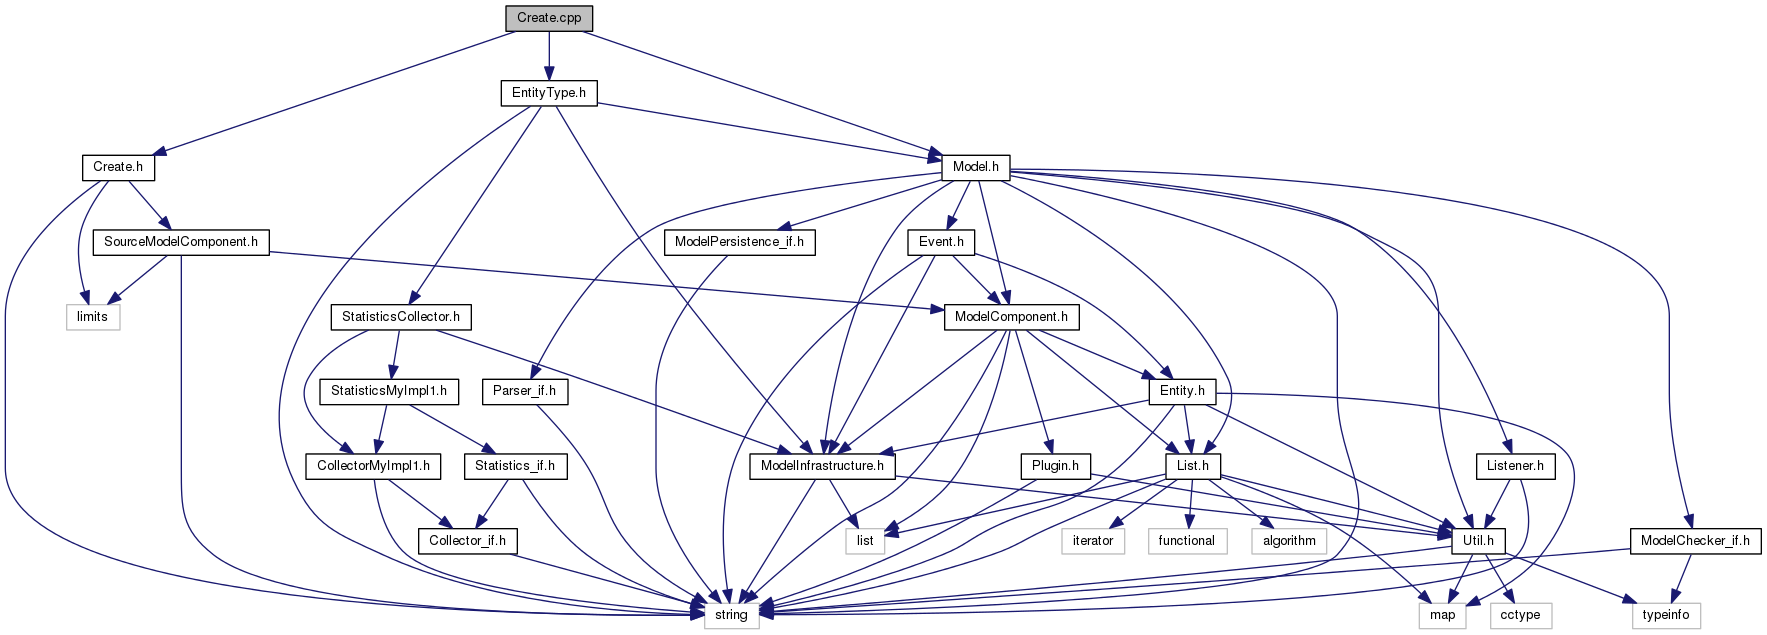 Create.cpp
EntityType.h
Create.h
Model.h
SourceModelComponent.h
ModelPersistence_if.h
Event.h
limits
StatisticsCollector.h
ModelComponent.h
StatisticsMyImpl1.h
Parser_if.h
Entity.h
CollectorMyImpl1.h
Statistics_if.h
ModelInfrastructure.h
Plugin.h
List.h
Listener.h
Collector_if.h
list
iterator
functional
algorithm
Util.h
ModelChecker_if.h
string
map
cctype
typeinfo